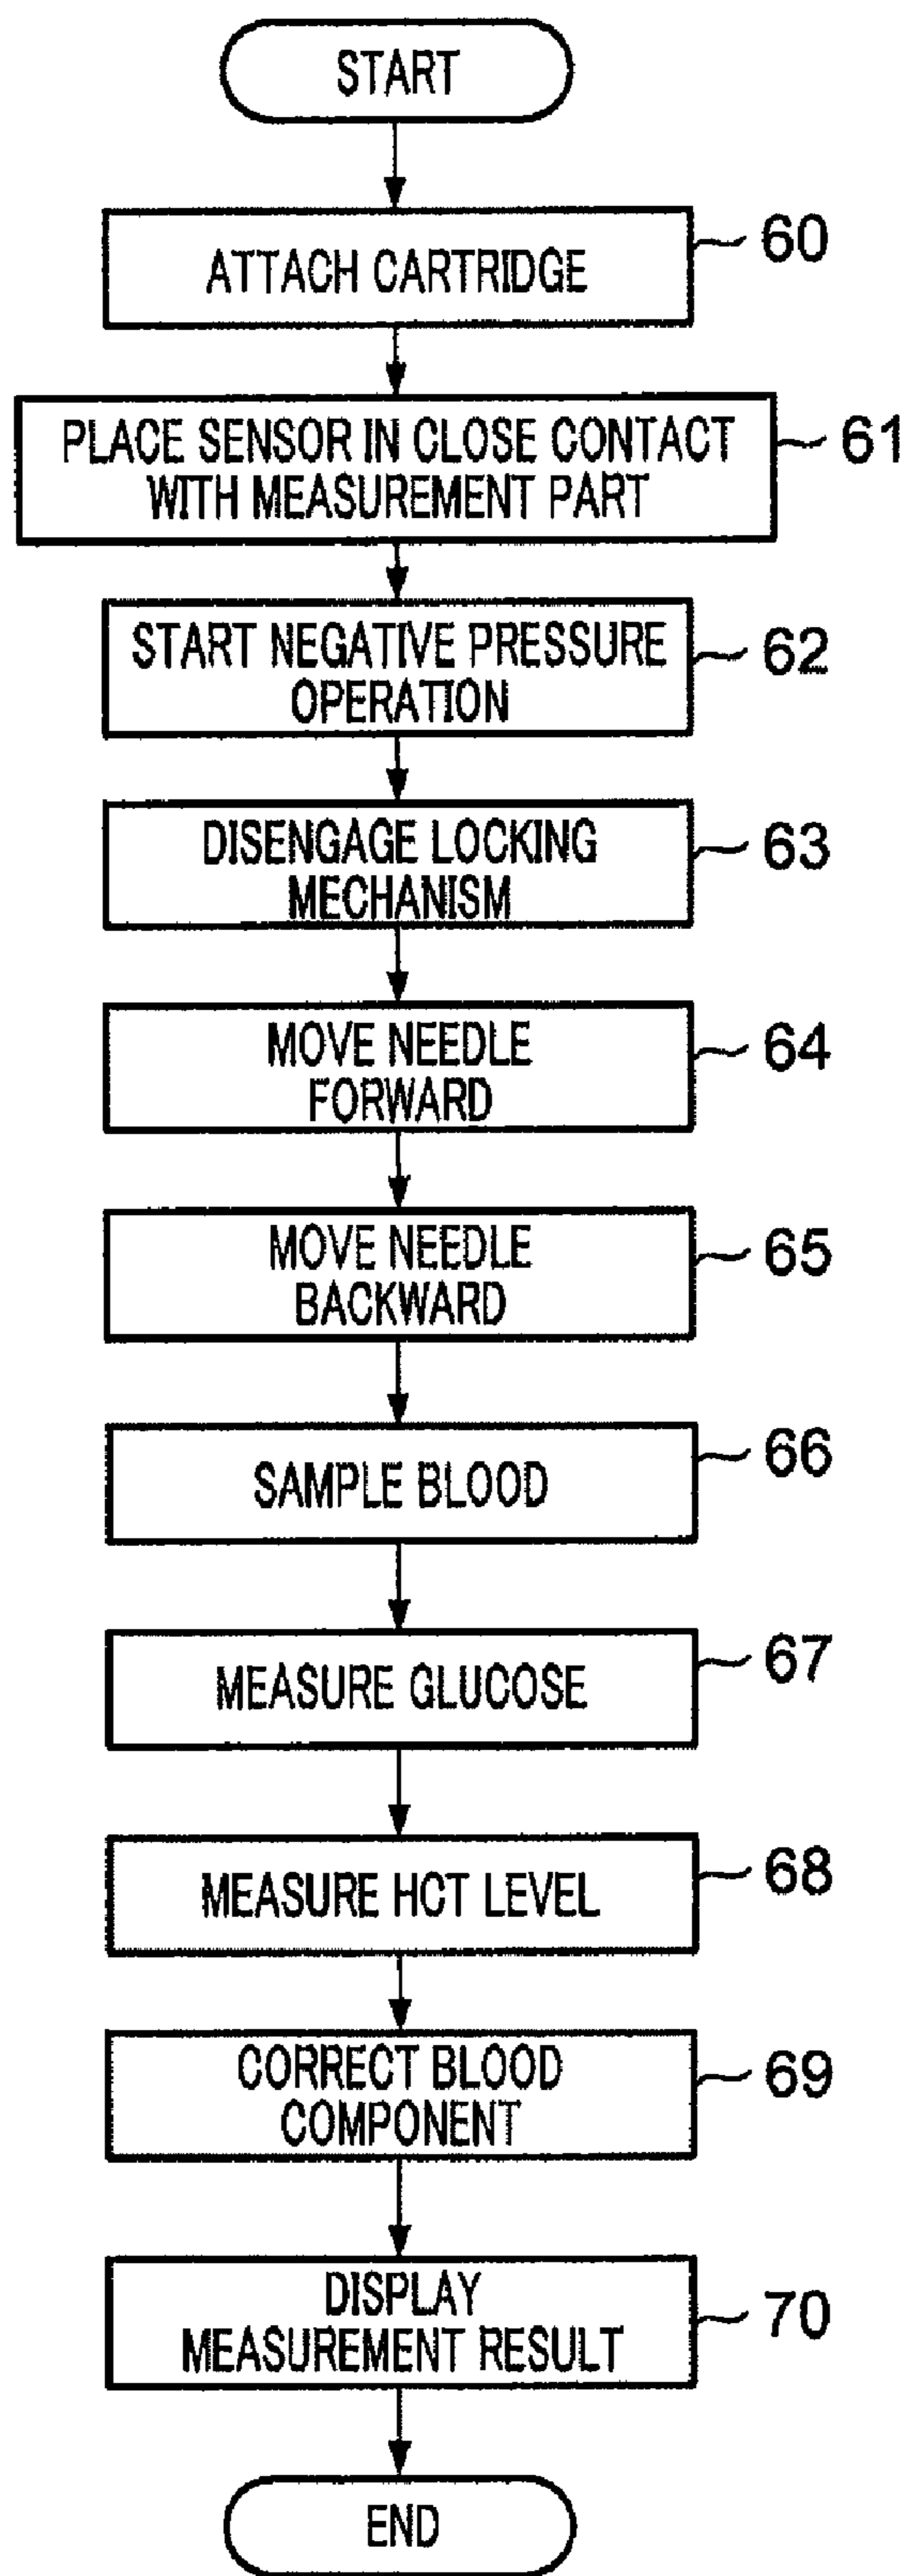 START
ATTACH CARTRIDGE
60
PLACE SENSOR IN CLOSE CONTACT
WITH MEASUREMENT PART
61
START NEGATIVE PRESSURE
OPERATION
62
DISENGAGE LOCKING
MECHANISM
63
MOVE NEEDLE
FORWARD
64
MOVE NEEDLE
BACKWARD
65
SAMPLE BLOOD
66
MEASURE GLUCOSE
67
MEASURE HCT LEVEL
68
CORRECT BLOOD
COMPONENT
69
DISPLAY
MEASUREMENT RESULT
70
END